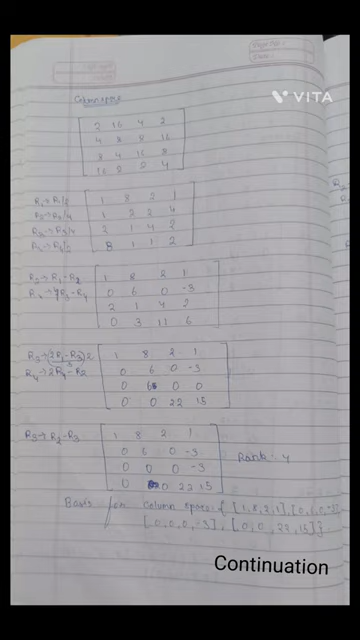 VITA
Column space
2 16 4 2
4 8 8 16
8 4 16 8
16 2 2 4
R₁→R₁/2 1 8 2 1
R₂→R₂/4 1 2 2 4
R₃→R₃/4 2 1 4 2
R₄→R₄/2 8 1 1 2
R₂→R₁-R₂ 1 8 2 1
0 6 0 -3
2 1 4 2
0 3 11 6
1 8 2 1
R₄→2R₄-R₂ 0 6 0 -3
0 0 0
0 0 22 15
R₃→R₂-R₃ 1 8 2 1
0 6 0 -3
0 0 0 -3 Rank = 4
0 0 22 15
Basis for column space { [1,8,2,1], [0,6,0,-3],
[0,0,0,-3], [0,0,22,15] }.
Continuation